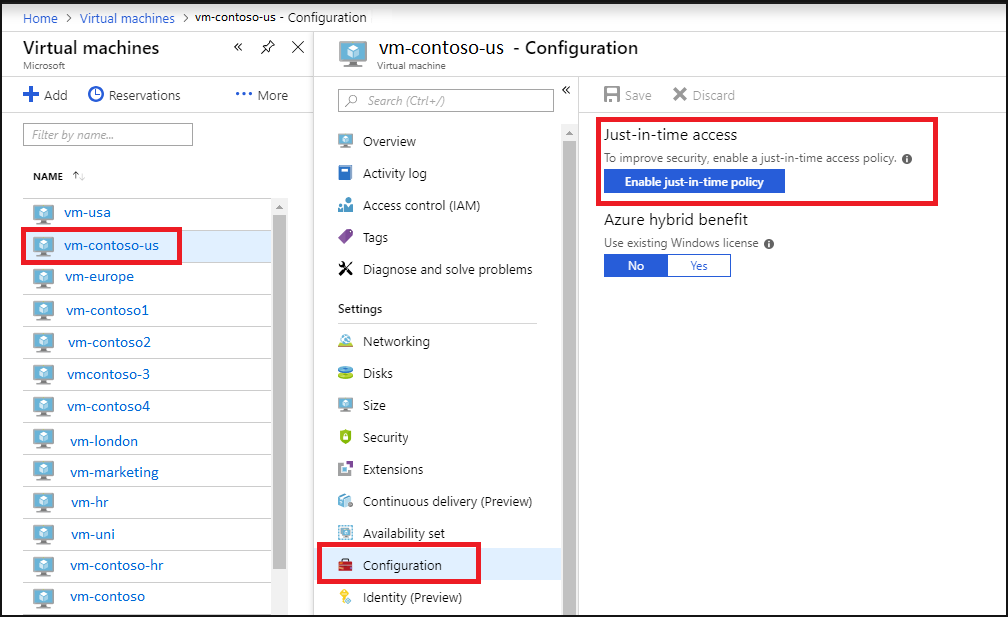 Home > Virtual machines > vm-contoso-us - Configuration
Virtual machines
Microsoft
Add Reservations ••• More
Filter by name...
NAME
vm-usa
vm-contoso-us
vm-europe
vm-contoso1
vm-contoso2
vmcontoso-3
vm-contoso4
vm-london
vm-marketing
vm-hr
vm-uni
vm-contoso-hr
vm-contoso
vm-contoso-us - Configuration
Virtual machine
Search (Ctrl+/)
Overview
Activity log
Access control (IAM)
Tags
Diagnose and solve problems
Settings
Networking
Disks
Size
Security
Extensions
Continuous delivery (Preview)
Availability set
Configuration
Identity (Preview)
Save Discard
Just-in-time access
To improve security, enable a just-in-time access policy.
Enable just-in-time policy
Azure hybrid benefit
Use existing Windows license
No Yes